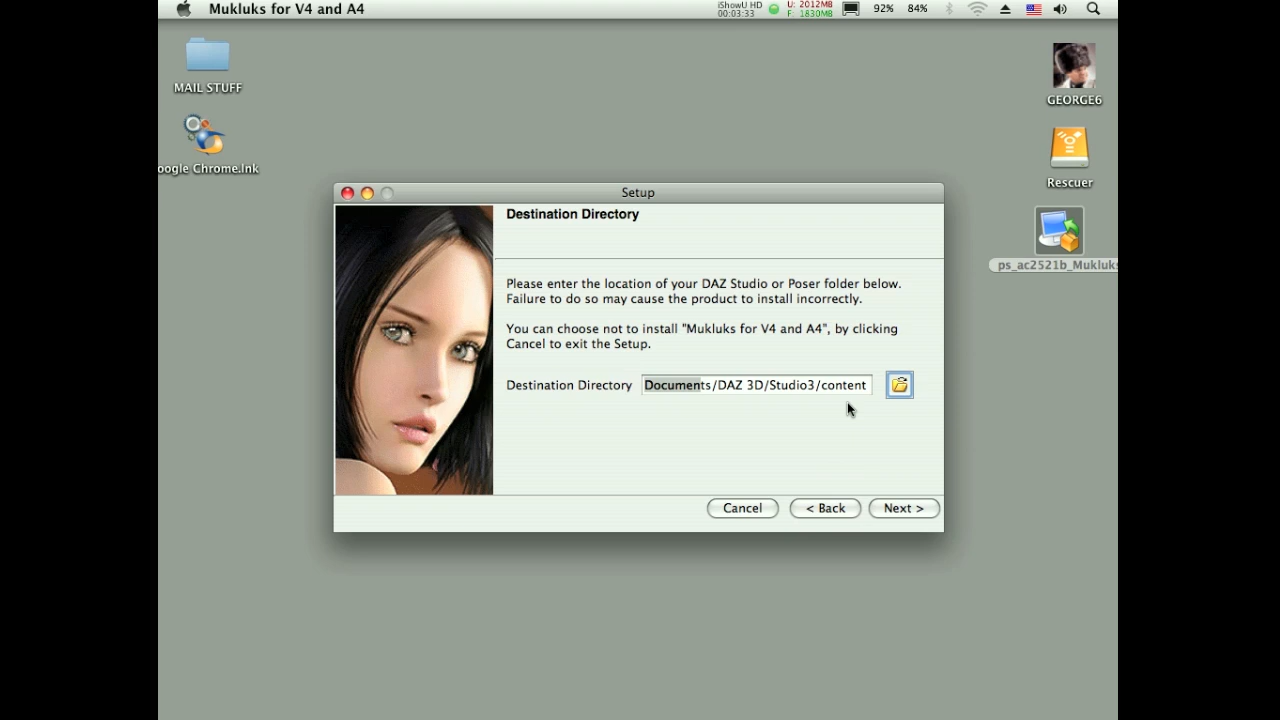 Mukluks for V4 and A4
iShowU HD
00:03:33
U: 2012MB
F: 1830MB
92%
84%
MAIL STUFF
oogle Chrome.lnk
GEORGE6
Rescuer
ps_ac2521b_Mukluks
Setup
Destination Directory
Please enter the location of your DAZ Studio or Poser folder below.
Failure to do so may cause the product to install incorrectly.
You can choose not to install "Mukluks for V4 and A4", by clicking
Cancel to exit the Setup.
Destination Directory Documents/DAZ 3D/Studio3/content
Cancel < Back Next >